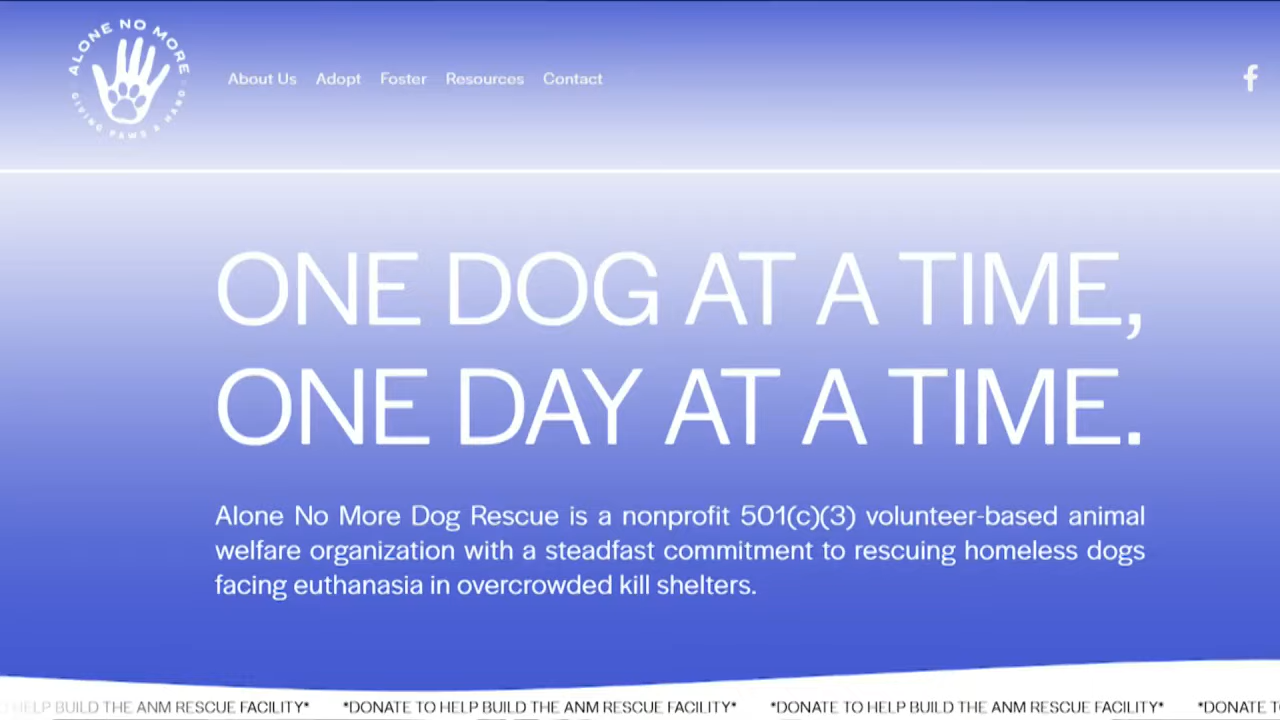 ALONE NO MORE
GIVING PAWS A HAND
About Us Adopt Foster Resources Contact
ONE DOG AT A TIME,
ONE DAY AT A TIME.
Alone No More Dog Rescue is a nonprofit 501(c)(3) volunteer-based animal
welfare organization with a steadfast commitment to rescuing homeless dogs
facing euthanasia in overcrowded kill shelters.
HELP BUILD THE ANM RESCUE FACILITY* *DONATE TO HELP BUILD THE ANM RESCUE FACILITY* *DONATE TO HELP BUILD THE ANM RESCUE FACILITY* *DONATE